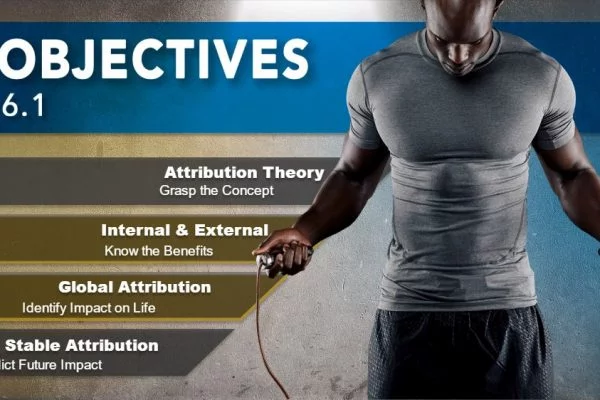 OBJECTIVES
6.1
Attribution Theory
Grasp the Concept
Internal & External
Know the Benefits
Global Attribution
Identify Impact on Life
Stable Attribution
Future Impact